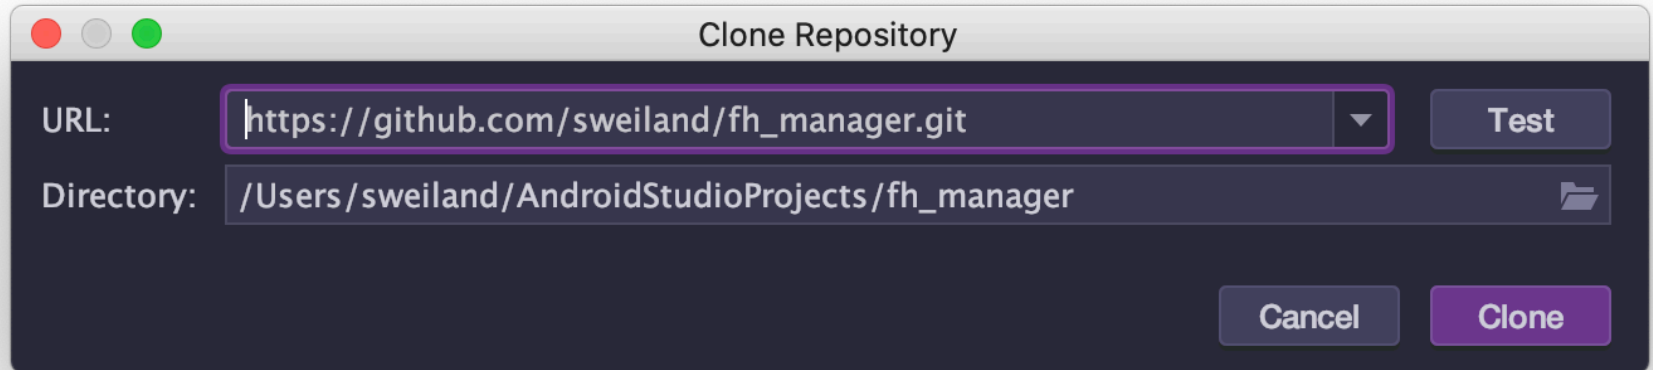 Clone Repository
URL: https://github.com/sweiland/fh_manager.git Test
Directory: /Users/sweiland/AndroidStudioProjects/fh_manager
Cancel Clone